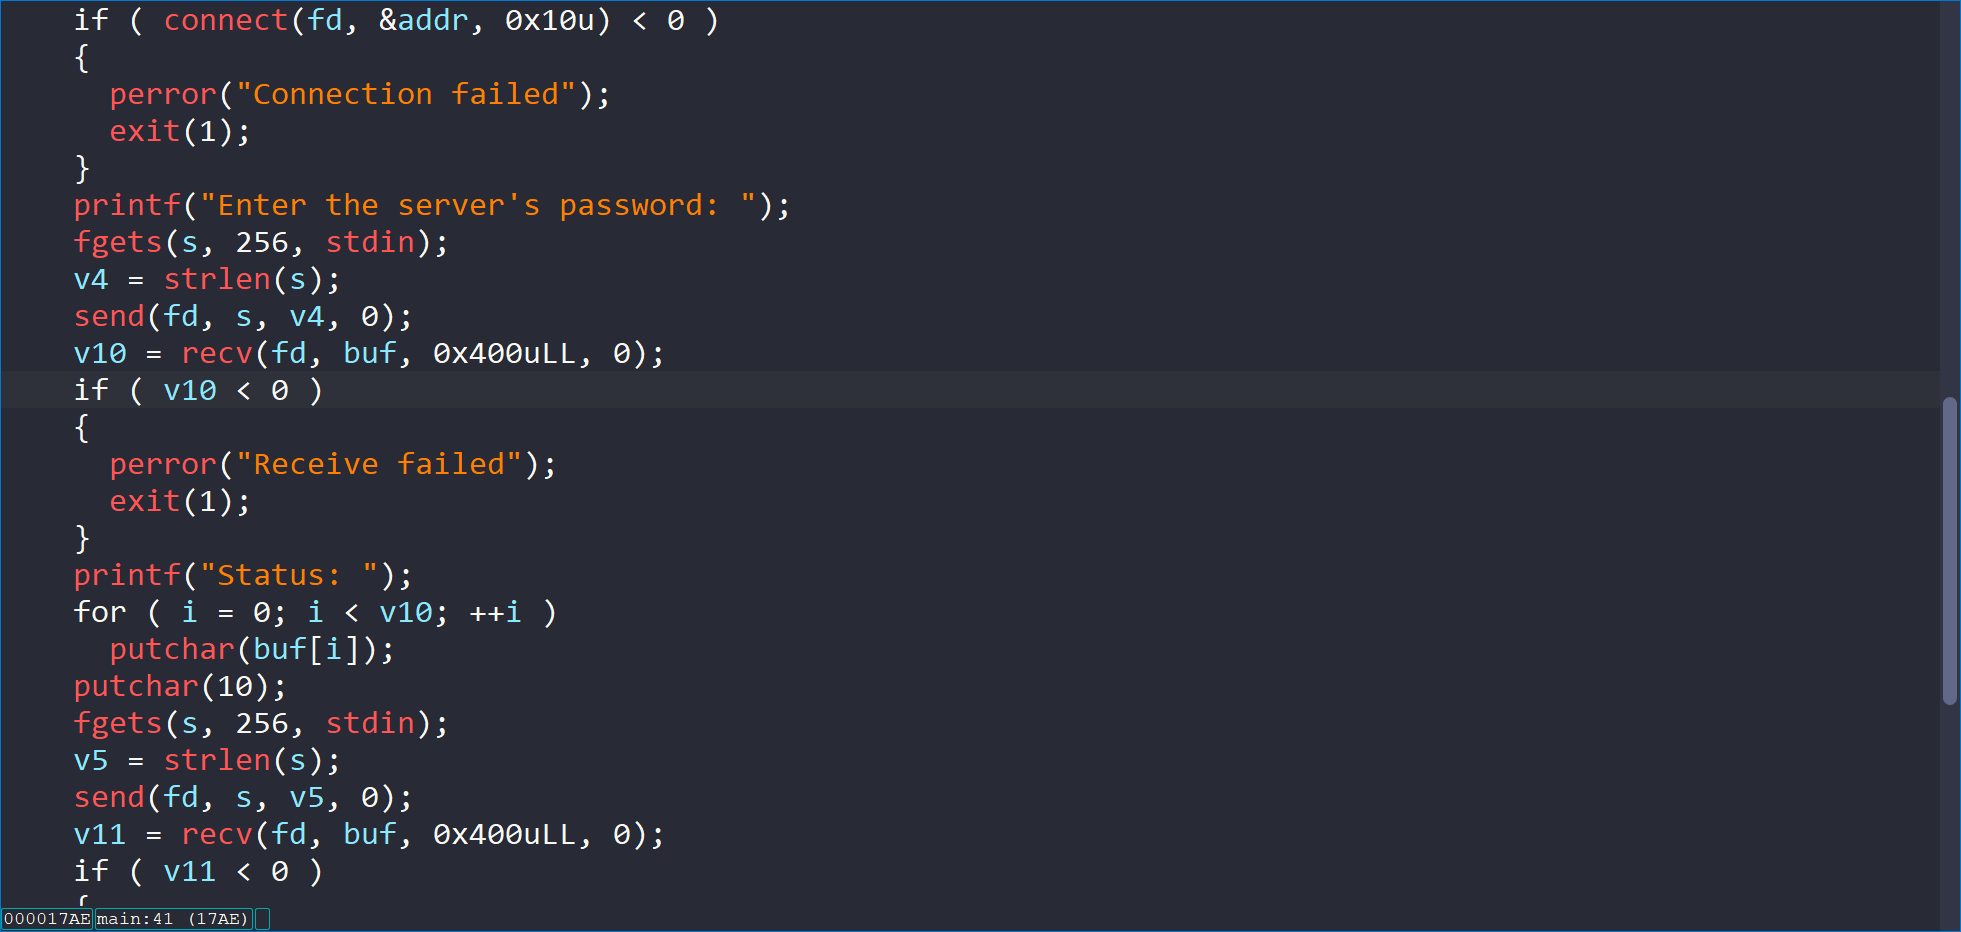 if ( connect(fd, &addr, 0x10u) < 0 )
{
perror("Connection failed");
exit(1);
}
printf("Enter the server's password: ");
fgets(s, 256, stdin);
v4 = strlen(s);
send(fd, s, v4, 0);
v10 = recv(fd, buf, 0x400uLL, 0);
if ( v10 < 0 )
{
perror("Receive failed");
exit(1);
}
printf("Status: ");
for ( i = 0; i < v10; ++i )
putchar(buf[i]);
putchar(10);
fgets(s, 256, stdin);
v5 = strlen(s);
send(fd, s, v5, 0);
v11 = recv(fd, buf, 0x400uLL, 0);
if ( v11 < 0 )
{
000017AE main:41 (17AE)